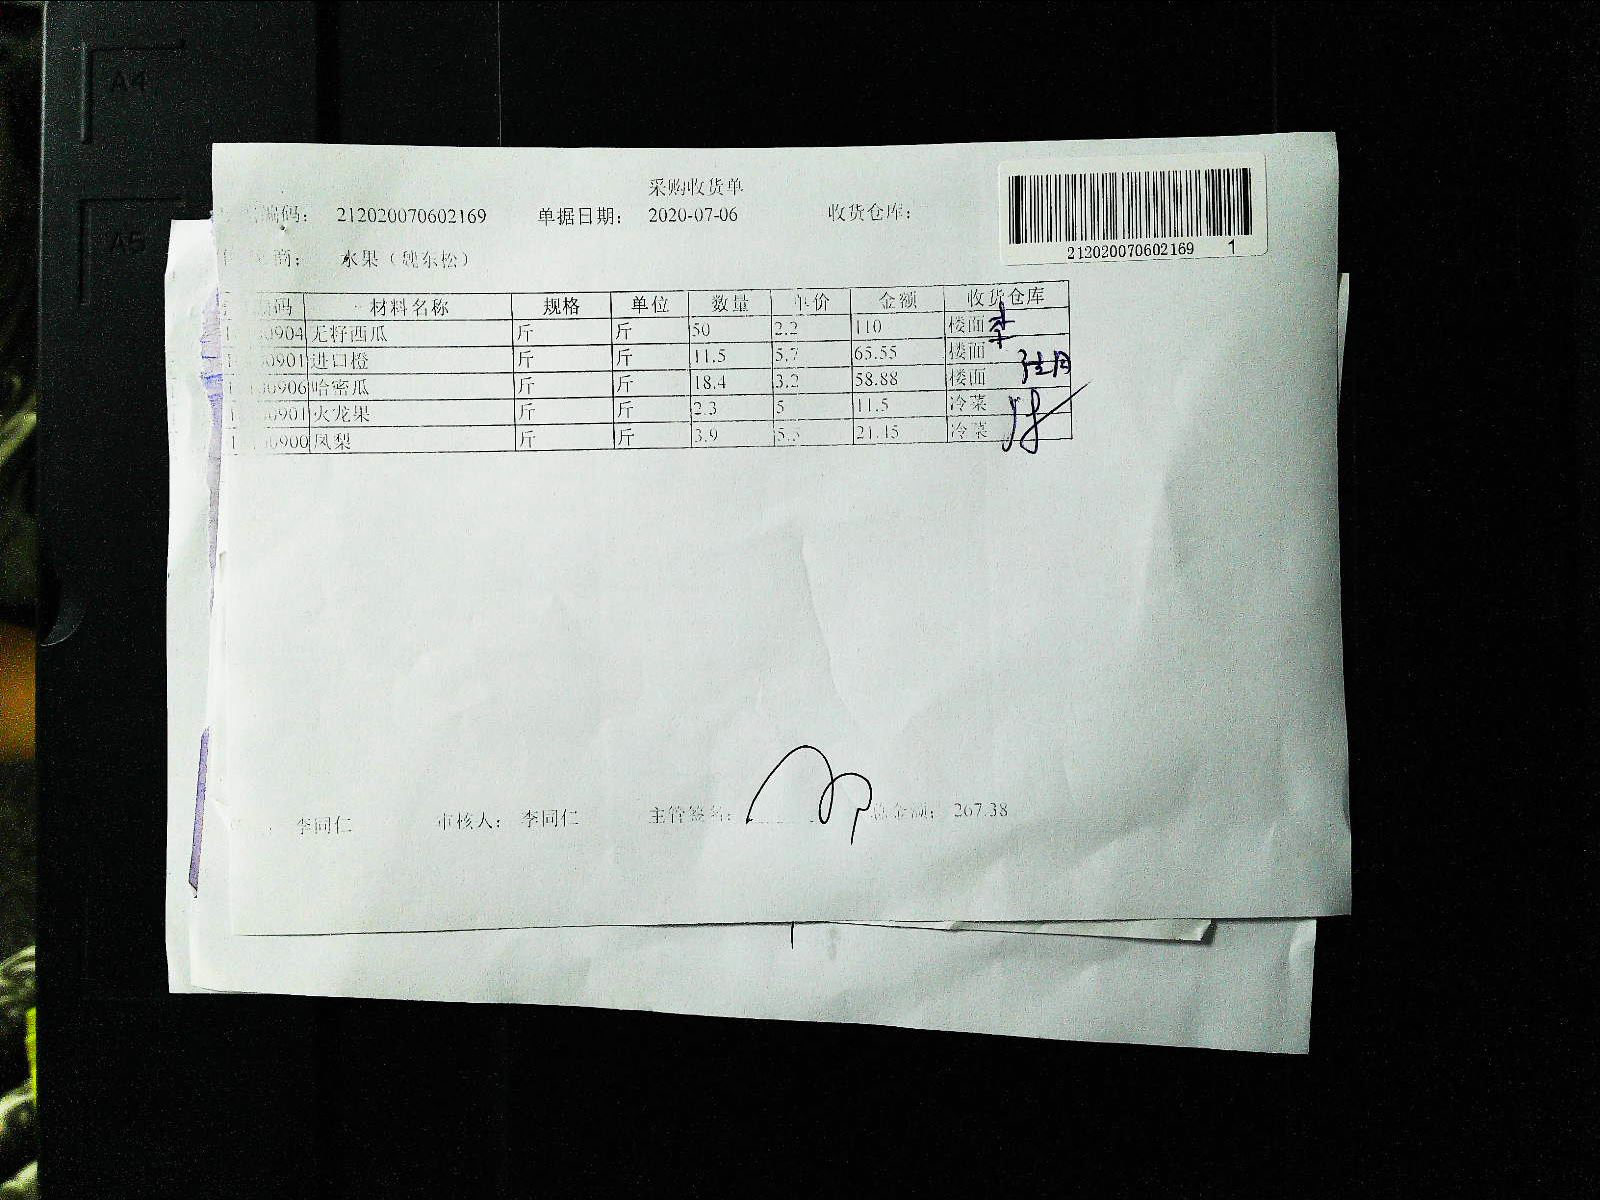 A4
A5
采购收货单
编码： 212020070602169 单据日期： 2020-07-06 收货仓库：
212020070602169 1
商： 水果（魏东松）
编码 材料名称 规格 单位 数量 单价 金额 收货仓库
0904 无籽西瓜 斤 斤 50 2.2 110 楼面
0901 进口橙 斤 斤 11.5 5.7 65.55 楼面
0906 哈密瓜 斤 斤 18.4 3.2 58.88 楼面
0901 火龙果 斤 斤 2.3 5 11.5 冷菜
0900 凤梨 斤 斤 3.9 5.5 21.45 冷菜
李同仁 审核人： 李同仁 主管签名： 总金额： 267.38